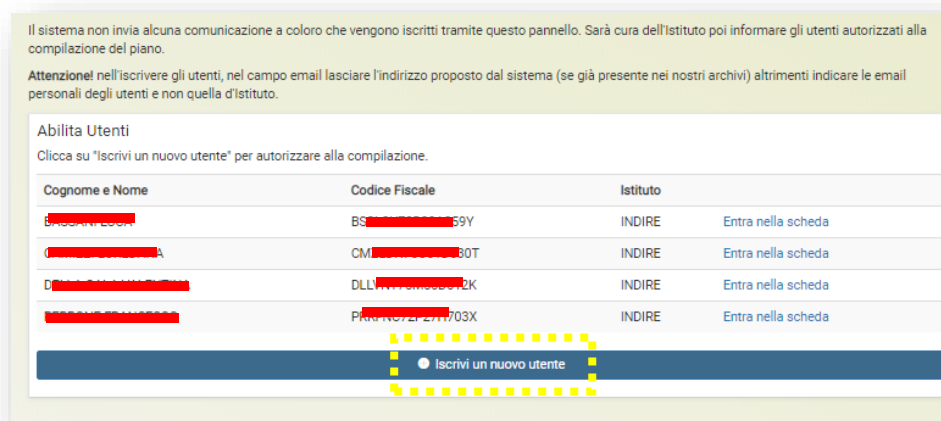 Il sistema non invia alcuna comunicazione a coloro che vengono iscritti tramite questo pannello. Sarà cura dell'Istituto poi informare gli utenti autorizzati alla
compilazione del piano.
Attenzione! nell'iscrivere gli utenti, nel campo email lasciare l'indirizzo proposto dal sistema (se già presente nei nostri archivi) altrimenti indicare le email
personali degli utenti e non quella d'Istituto.
Abilita Utenti
Clicca su "Iscrivi un nuovo utente" per autorizzare alla compilazione.
Cognome e Nome Codice Fiscale Istituto
INDIRE Entra nella scheda
INDIRE Entra nella scheda
INDIRE Entra nella scheda
INDIRE Entra nella scheda
Iscrivi un nuovo utente